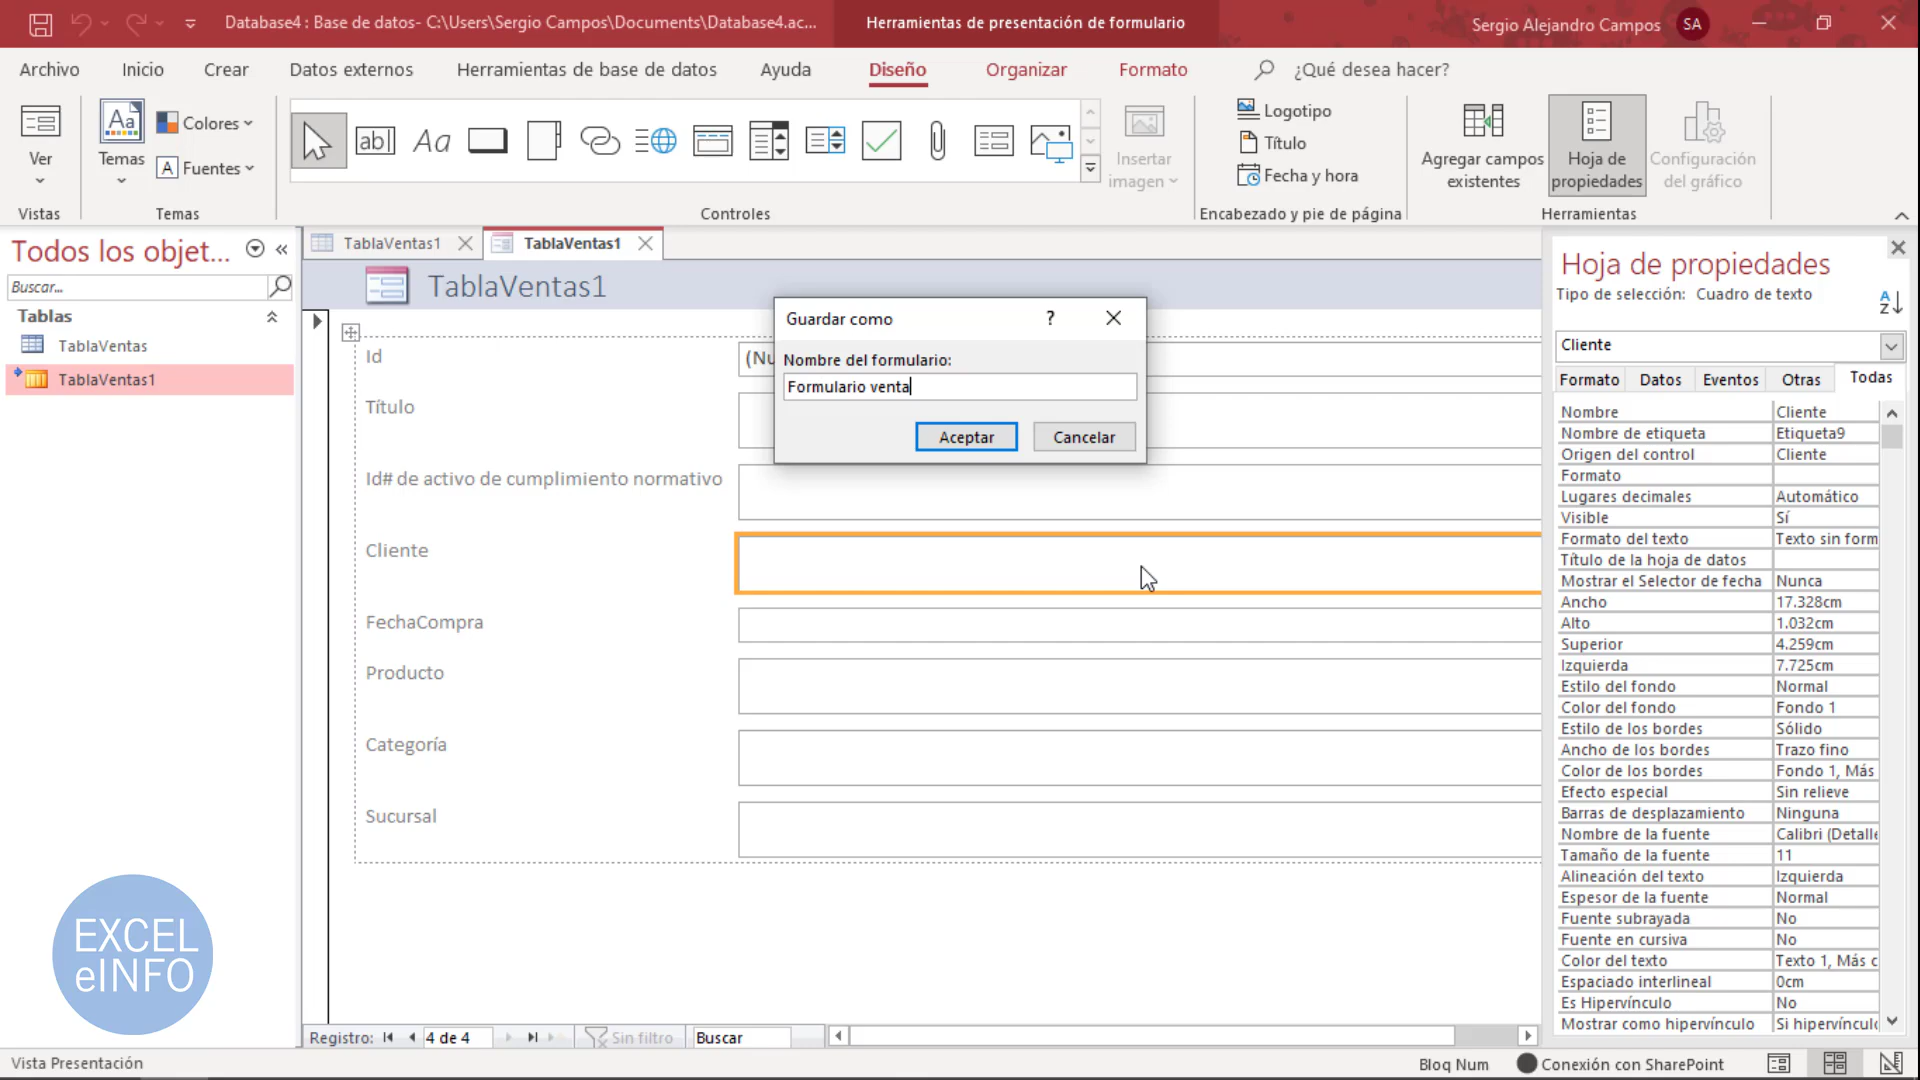 Database4 : Base de datos- C:\Users\Sergio Campos\Documents\Database4.ac...
Herramientas de presentación de formulario
Sergio Alejandro Campos
SA
Archivo
Inicio
Crear
Datos externos
Herramientas de base de datos
Ayuda
Diseño
Organizar
Formato
¿Qué desea hacer?
Ver
Vistas
Aa
Temas
Colores
A Fuentes
Temas
ab|
Aa
Controles
Insertar
imagen
Logotipo
Título
Fecha y hora
Encabezado y pie de página
Agregar campos
existentes
Hoja de
propiedades
Configuración
del gráfico
Herramientas
Todos los objet...
Buscar...
Tablas
TablaVentas
TablaVentas1
TablaVentas1
TablaVentas1
TablaVentas1
Id
(Nu
Título
Id# de activo de cumplimiento normativo
Cliente
FechaCompra
Producto
Categoría
Sucursal
Guardar como
?
Nombre del formulario:
Formulario venta
Aceptar
Cancelar
Hoja de propiedades
Tipo de selección: Cuadro de texto
A
Z
Cliente
Formato
Datos
Eventos
Otras
Todas
Nombre Cliente
Nombre de etiqueta Etiqueta9
Origen del control Cliente
Formato
Lugares decimales Automático
Visible Sí
Formato del texto Texto sin form
Título de la hoja de datos
Mostrar el Selector de fecha Nunca
Ancho 17.328cm
Alto 1.032cm
Superior 4.259cm
Izquierda 7.725cm
Estilo del fondo Normal
Color del fondo Fondo 1
Estilo de los bordes Sólido
Ancho de los bordes Trazo fino
Color de los bordes Fondo 1, Más
Efecto especial Sin relieve
Barras de desplazamiento Ninguna
Nombre de la fuente Calibri (Detalle
Tamaño de la fuente 11
Alineación del texto Izquierda
Espesor de la fuente Normal
Fuente subrayada No
Fuente en cursiva No
Color del texto Texto 1, Más c
Espaciado interlineal 0cm
Es Hipervínculo No
Mostrar como hipervínculo Si hipervínculo
EXCEL
eINFO
Registro:
4 de 4
Sin filtro
Buscar
Vista Presentación
Bloq Num
Conexión con SharePoint